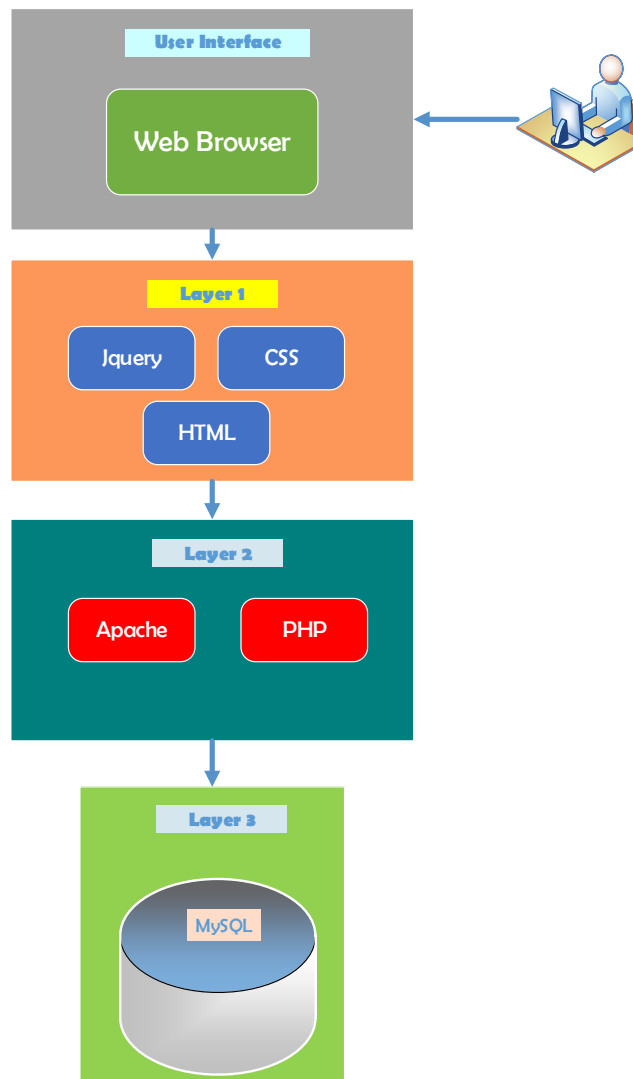 User Interface
Web Browser
Layer 1
Jquery
CSS
HTML
Layer 2
Apache
PHP
Layer 3
MySQL